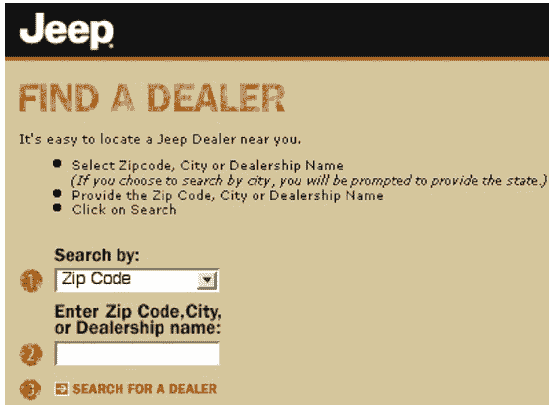 Jeep
FIND A DEALER
It's easy to locate a Jeep Dealer near you.
Select Zipcode, City or Dealership Name
(If you choose to search by city, you will be prompted to provide the state.)
Provide the Zip Code, City or Dealership Name
Click on Search
Search by:
1 Zip Code
Enter Zip Code,City,
or Dealership name:
2
3 SEARCH FOR A DEALER